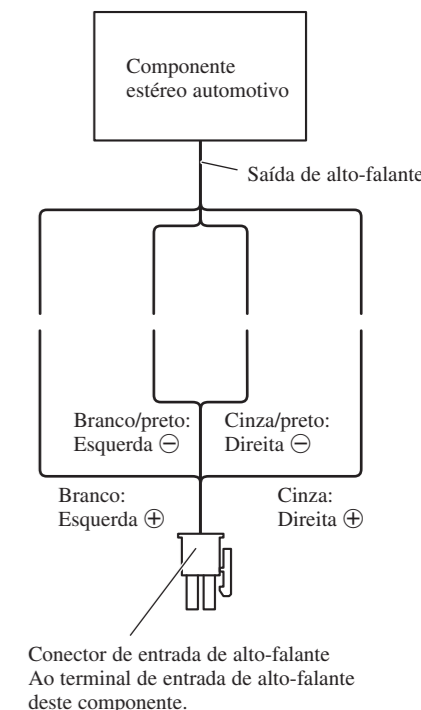 Componente
estéreo automotivo
Saída de alto-falante
Branco/preto:
Esquerda ⊖
Cinza/preto:
Direita ⊖
Branco:
Esquerda ⊕
Cinza:
Direita ⊕
Conector de entrada de alto-falante
Ao terminal de entrada de alto-falante
deste componente.